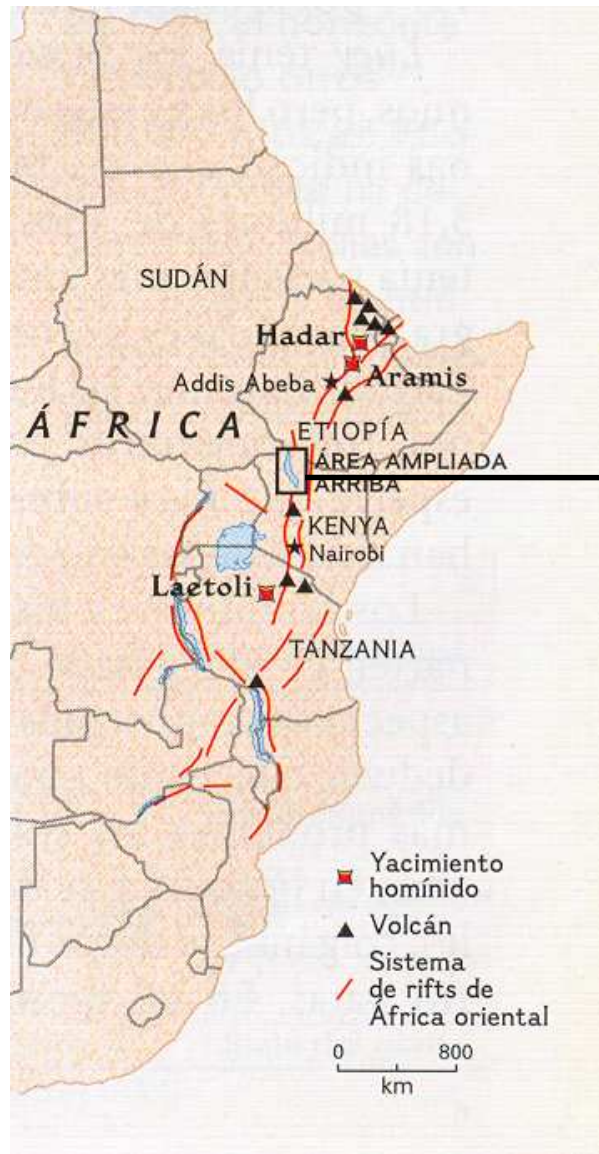 SUDÁN
Hadar
Addis Abeba
Aramis
ÁFRICA
ETIOPÍA
ÁREA AMPLIADA
ARRIBA
KENYA
Nairobi
Laetoli
TANZANIA
Yacimiento
homínido
Volcán
Sistema
de rifts de
África oriental
0 800
km